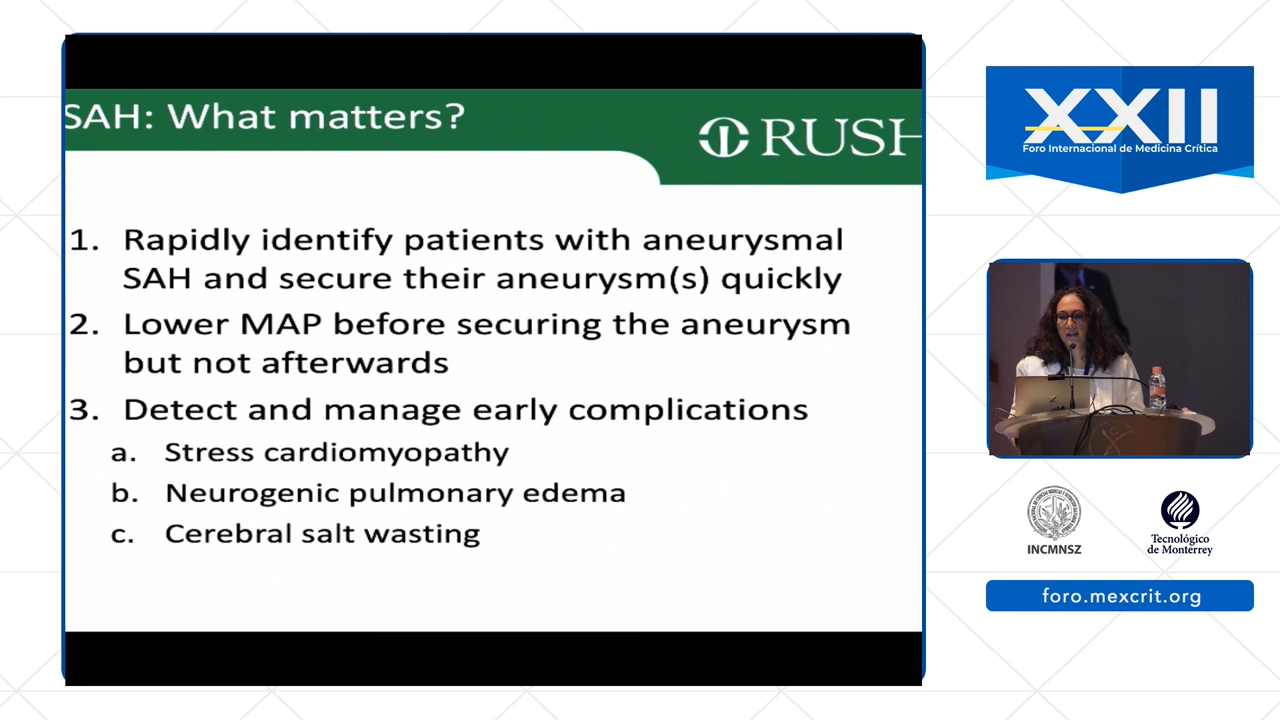 SAH: What matters?
RUSH
1. Rapidly identify patients with aneurysmal
SAH and secure their aneurysm(s) quickly
2. Lower MAP before securing the aneurysm
but not afterwards
3. Detect and manage early complications
a. Stress cardiomyopathy
b. Neurogenic pulmonary edema
c. Cerebral salt wasting
XXII
Foro Internacional de Medicina Crítica
INCMNSZ
Tecnológico
de Monterrey
foro.mexcrit.org